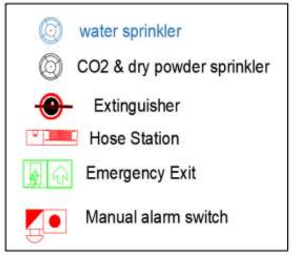 water sprinkler
CO2 & dry powder sprinkler
Extinguisher
Hose Station
Emergency Exit
Manual alarm switch